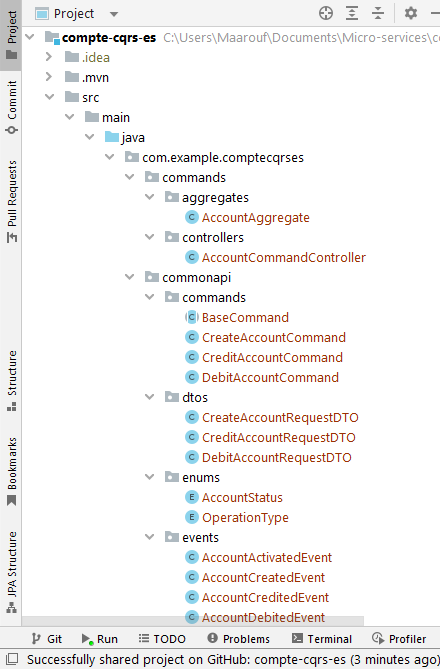 Project
compte-cqrs-es C:\Users\Maarouf\Documents\Micro-services\c
.idea
.mvn
src
main
java
com.example.comptecqrses
commands
aggregates
C AccountAggregate
controllers
C AccountCommandController
commonapi
commands
C BaseCommand
C CreateAccountCommand
C CreditAccountCommand
C DebitAccountCommand
dtos
C CreateAccountRequestDTO
C CreditAccountRequestDTO
C DebitAccountRequestDTO
enums
E AccountStatus
E OperationType
events
C AccountActivatedEvent
C AccountCreatedEvent
C AccountCreditedEvent
C AccountDebitedEvent
Project
Commit
Pull Requests
Structure
Bookmarks
JPA Structure
Git Run TODO Problems Terminal Profiler
Successfully shared project on GitHub: compte-cqrs-es (3 minutes ago)